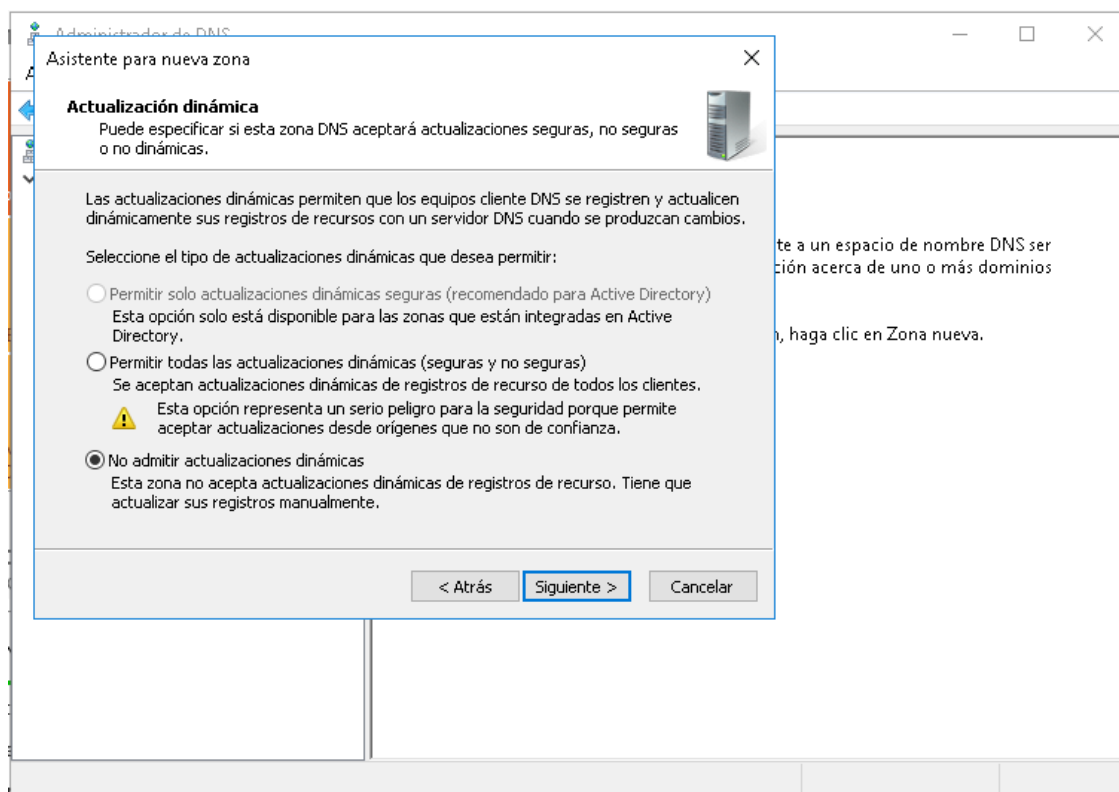 Administrador de DNS
Asistente para nueva zona
Actualización dinámica
Puede especificar si esta zona DNS aceptará actualizaciones seguras, no seguras
o no dinámicas.
Las actualizaciones dinámicas permiten que los equipos cliente DNS se registren y actualicen
dinámicamente sus registros de recursos con un servidor DNS cuando se produzcan cambios.
Seleccione el tipo de actualizaciones dinámicas que desea permitir:
Permitir solo actualizaciones dinámicas seguras (recomendado para Active Directory)
Esta opción solo está disponible para las zonas que están integradas en Active
Directory.
Permitir todas las actualizaciones dinámicas (seguras y no seguras)
Se aceptan actualizaciones dinámicas de registros de recurso de todos los clientes.
Esta opción representa un serio peligro para la seguridad porque permite
aceptar actualizaciones desde orígenes que no son de confianza.
No admitir actualizaciones dinámicas
Esta zona no acepta actualizaciones dinámicas de registros de recurso. Tiene que
actualizar sus registros manualmente.
< Atrás
Siguiente >
Cancelar
te a un espacio de nombre DNS ser
ción acerca de uno o más dominios
, haga clic en Zona nueva.